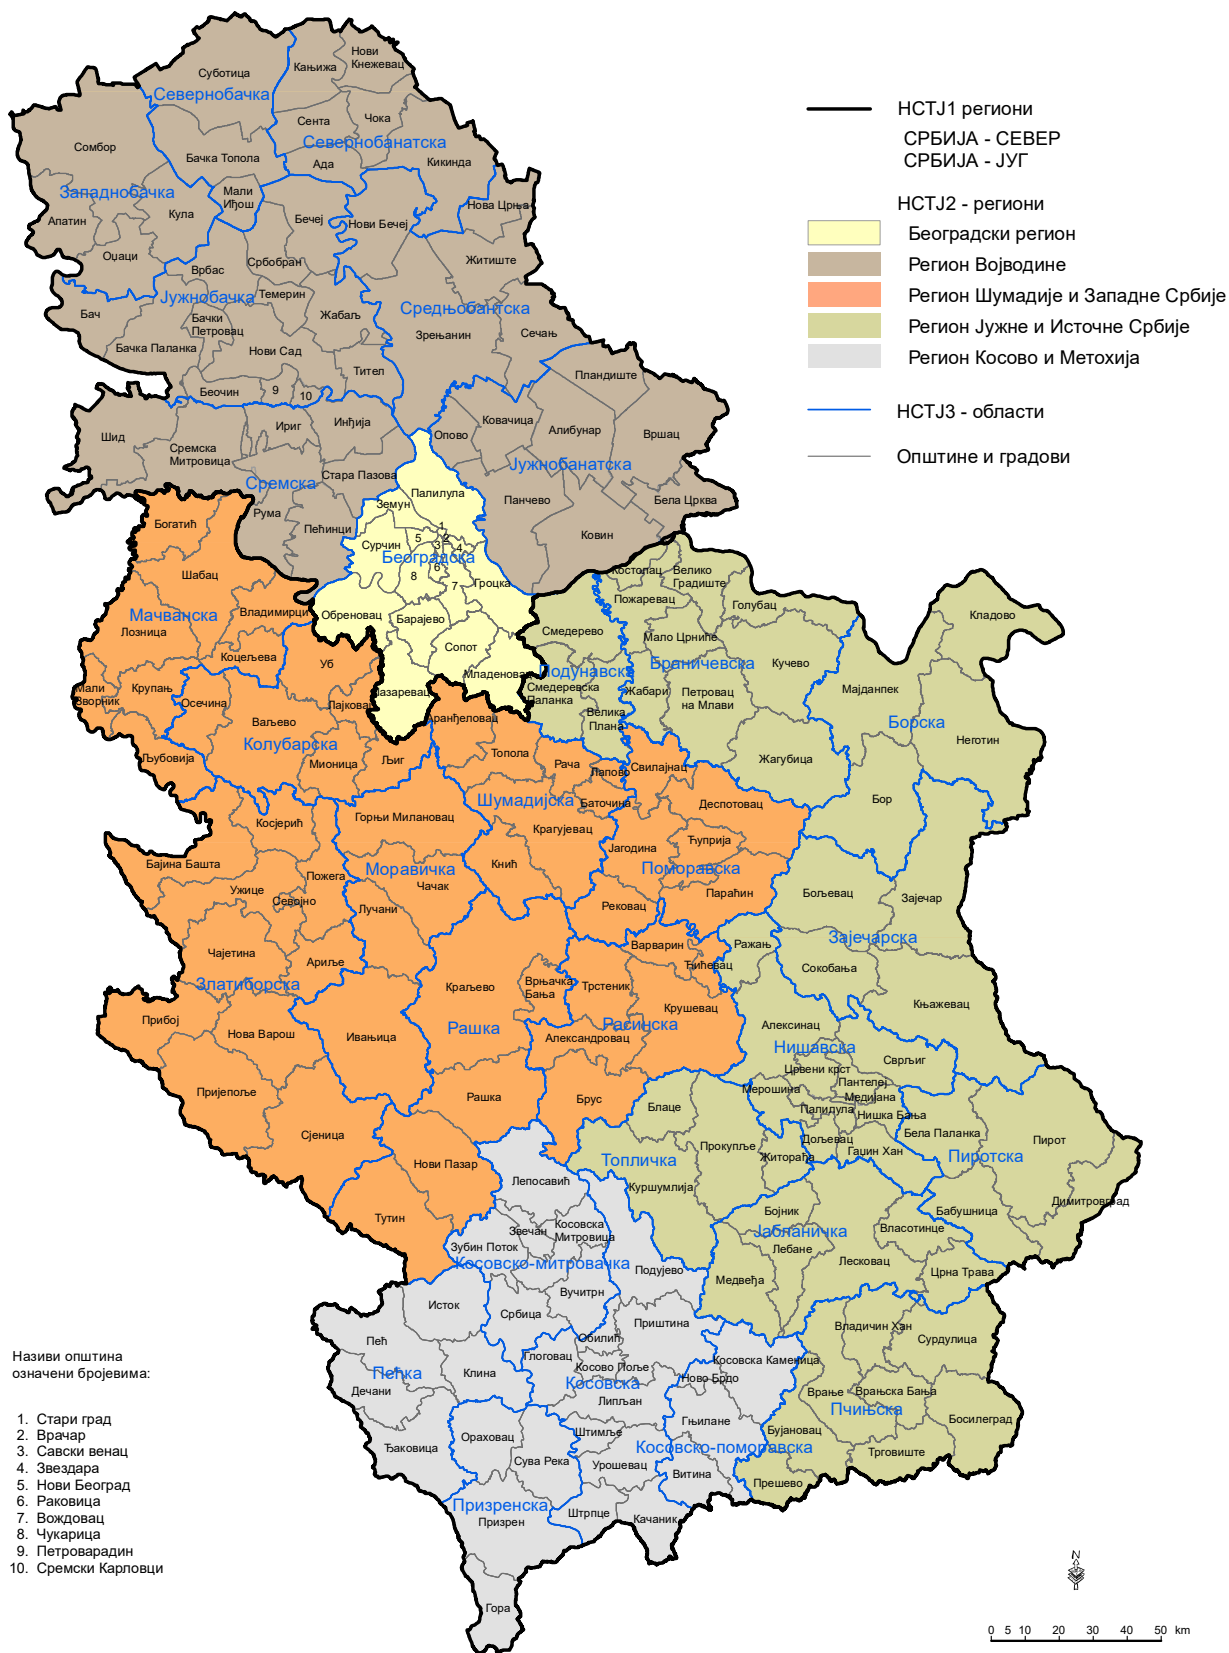 НСТЈ1 региони
СРБИЈА - СЕВЕР
СРБИЈА - ЈУГ
НСТЈ2 - региони
Београдски регион
Регион Војводине
Регион Шумадије и Западне Србије
Регион Јужне и Источне Србије
Регион Косово и Метохија
НСТЈ3 - области
Општине и градови
Суботица
Севернобачка
Кањижа
Нови
Кнежевац
Сента
Чока
Севернобанатска
Ада
Кикинда
Сомбор
Бачка Топола
Западнобачка
Мали
Иђош
Апатин
Кула
Бечеј
Нови Бечеј
Нова Црња
Оџаци
Врбас
Србобран
Житиште
Јужнобачка
Темерин
Средњобантска
Бач
Бачки
Петровац
Жабаљ
Зрењанин
Сечањ
Бачка Паланка
Нови Сад
Тител
Пландиште
Беочин
9
10
Шид
Ириг
Инђија
Ковачица
Опово
Алибунар
Вршац
Сремска
Митровица
Јужнобанатска
Стара Пазова
Сремска
Панчево
Бела Црква
Рума
Пећинци
Ковин
Палилула
Земун
1
2
3
4
5
6
7
8
Сурчин
Београдска
Гроцка
Обреновац
Барајево
Сопот
Младеновац
Лазаревац
Богатић
Шабац
Мачванска
Владимирци
Лозница
Коцељева
Уб
Мали
Зворник
Крупањ
Осечина
Лајковац
Ваљево
Колубарска
Љубовија
Мионица
Љиг
Костолац
Велико
Градиште
Пожаревац
Голубац
Кладово
Смедерево
Мало Црниће
Подунавска
Браничевска
Кучево
Смедеревска
Паланка
Жабари
Петровац
на Млави
Мајданпек
Велика
Плана
Борска
Неготин
Жагубица
Бор
Аранђеловац
Топола
Рача
Лапово
Свилајнац
Шумадијска
Баточина
Деспотовац
Косјерић
Горњи Милановац
Крагујевац
Ћуприја
Јагодина
Бајина Башта
Моравичка
Кнић
Поморавска
Пожега
Ужице
Чачак
Севојно
Параћин
Лучани
Рековац
Бољевац
Зајечар
Чајетина
Ариље
Варварин
Ражањ
Зајечарска
Златиборска
Врњачка
Бања
Трстеник
Ћићевац
Сокобања
Краљево
Крушевац
Књажевац
Прибој
Нова Варош
Ивањица
Рашка
Расинска
Александровац
Алексинац
Нишавска
Сврљиг
Пријепоље
Црвени крст
Пантелеј
Мерошина
Медијана
Рашка
Брус
Блаце
Палилула
Нишка Бања
Сјеница
Прокупље
Дољевац
Бела Паланка
Пирот
Нови Пазар
Топличка
Житорађа
Гаџин Хан
Пиротска
Лепосавић
Куршумлија
Димитровград
Тутин
Бојник
Бабушница
Звечан
Косовска
Митровица
Јабланичка
Власотинце
Зубин Поток
Лебане
Косовско-митровачка
Лесковац
Подујево
Медвеђа
Црна Трава
Вучитрн
Исток
Србица
Приштина
Владичин Хан
Обилић
Сурдулица
Пећ
Глоговац
Косово Поље
Косовска Каменица
Пећка
Клина
Косовска
Ново Брдо
Врање
Врањска Бања
Дечани
Липљан
Пчињска
Гњилане
Босилеград
Ђаковица
Ораховац
Штимље
Бујановац
Косовско-поморавска
Сува Река
Урошевац
Трговиште
Витина
Прешево
Призренска
Штрпце
Качаник
Призрен
Гора
Називи општина
означени бројевима:
1. Стари град
2. Врачар
3. Савски венац
4. Звездара
5. Нови Београд
6. Раковица
7. Вождовац
8. Чукарица
9. Петроварадин
10. Сремски Карловци
N
0 5 10 20 30 40 50 km